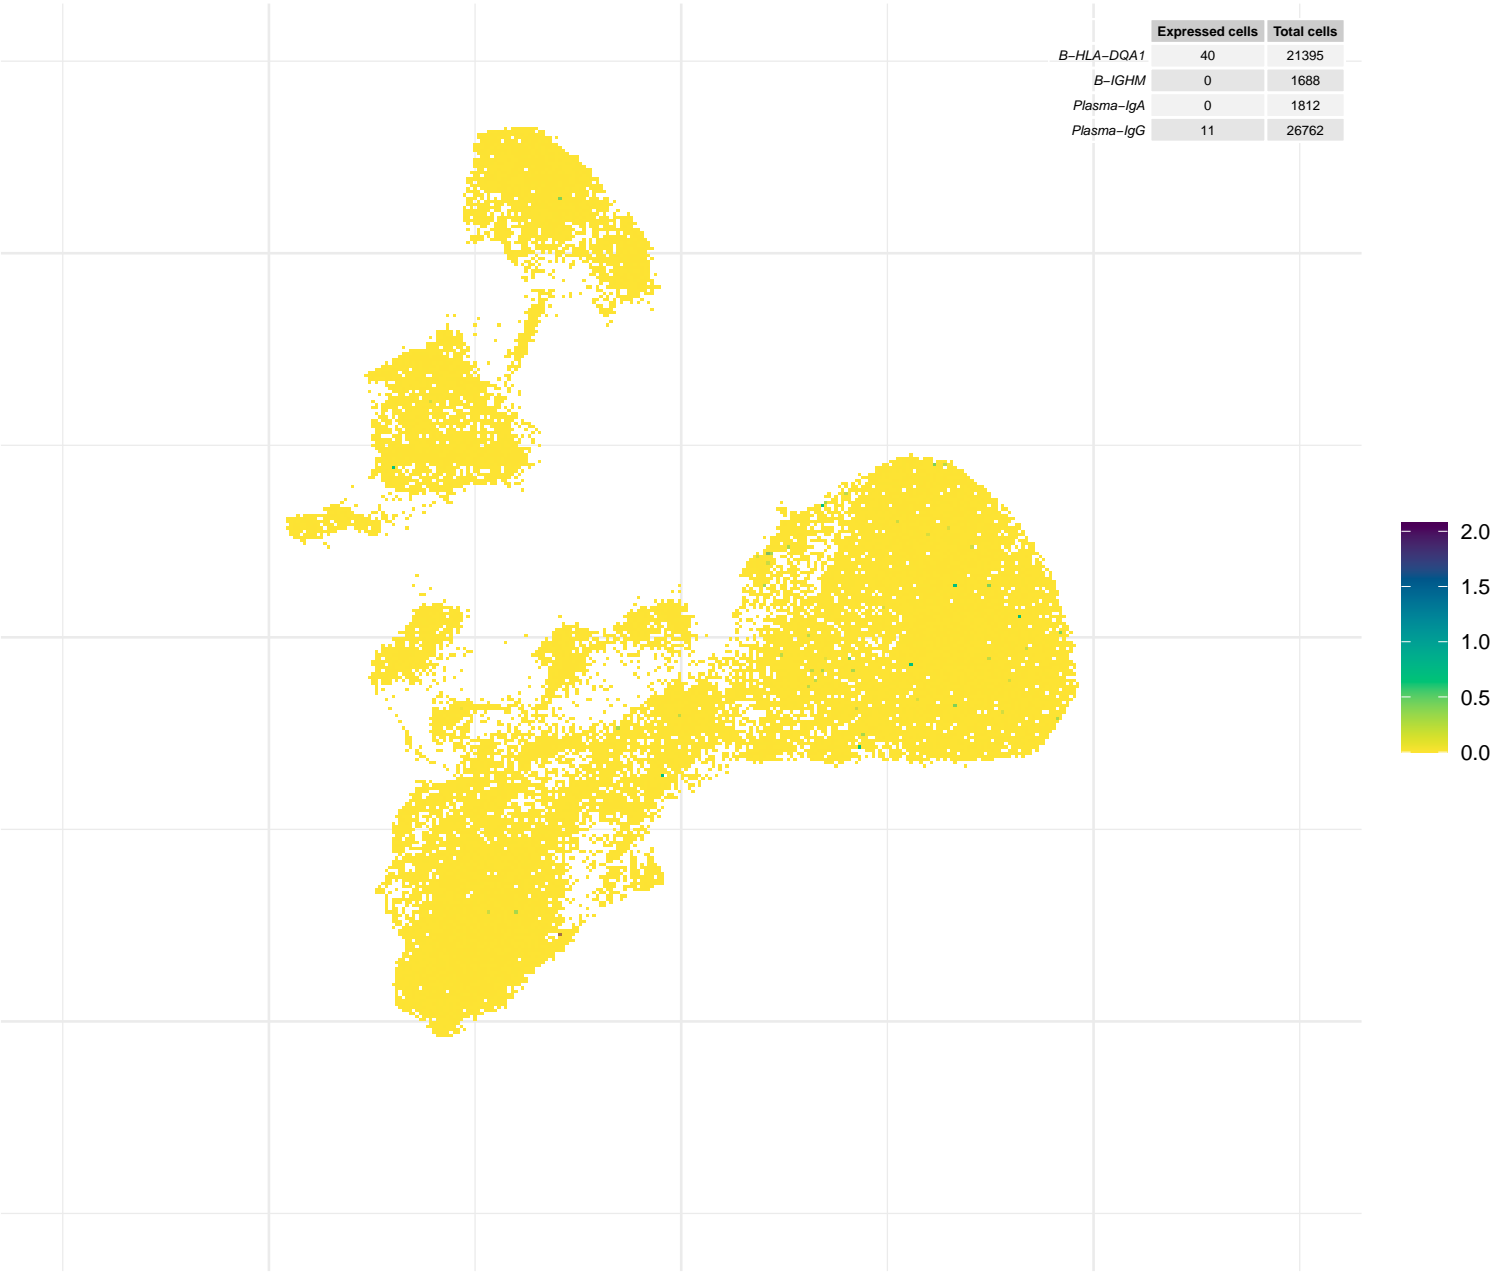 Expressed cells Total cells
B−HLA−DQA1 40 21395
B−IGHM 0 1688
Plasma−IgA 0 1812
Plasma−IgG 11 26762
2.0
1.5
1.0
0.5
0.0